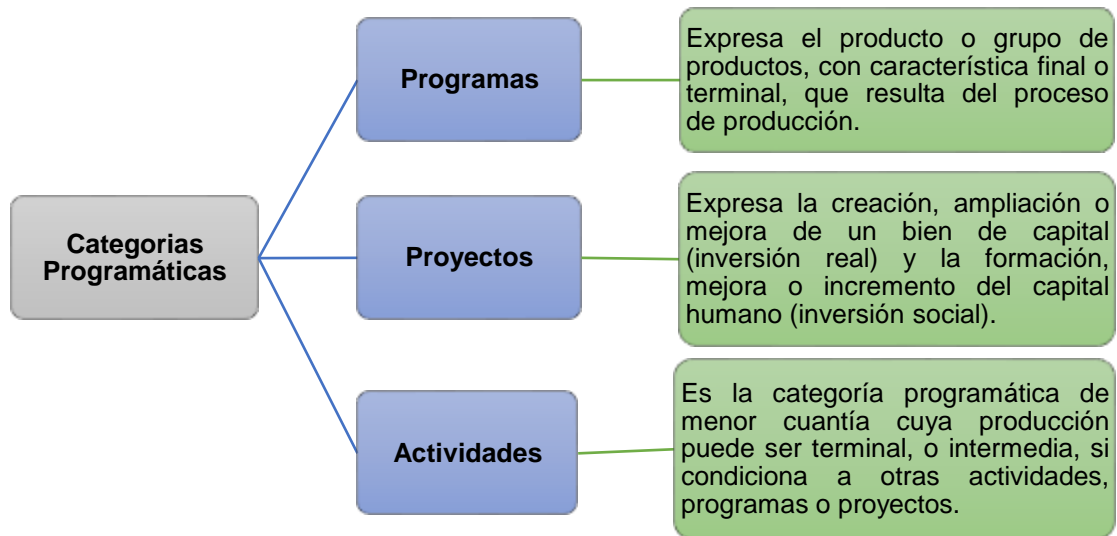 Categorias
Programáticas
Programas
Expresa el producto o grupo de
productos, con característica final o
terminal, que resulta del proceso
de producción.
Proyectos
Expresa la creación, ampliación o
mejora de un bien de capital
(inversión real) y la formación,
mejora o incremento del capital
humano (inversión social).
Actividades
Es la categoría programática de
menor cuantía cuya producción
puede ser terminal, o intermedia, si
condiciona a otras actividades,
programas o proyectos.